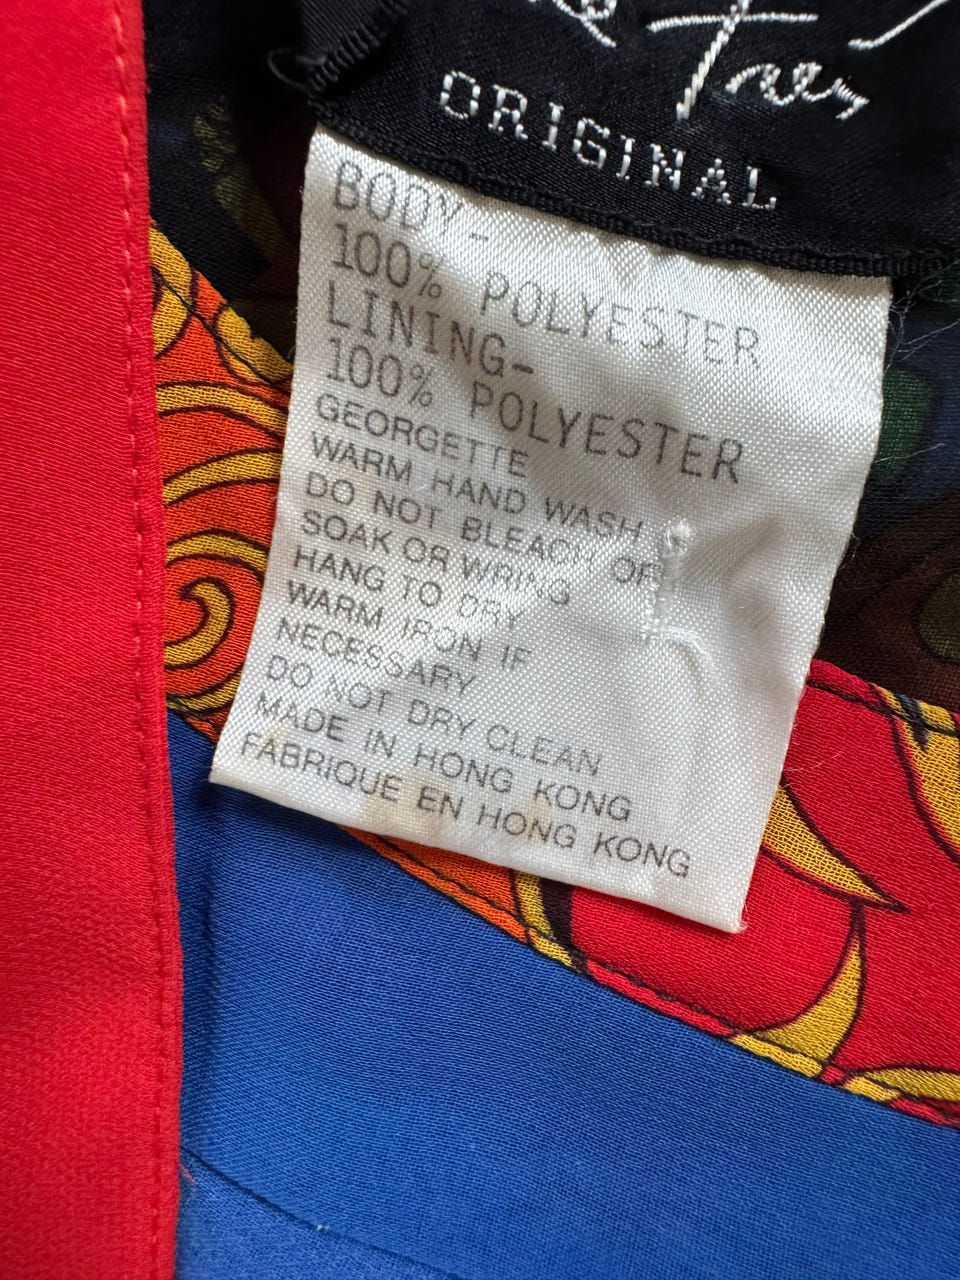 Frey
ORIGINAL
BODY-
100% POLYESTER
LINING-
100% POLYESTER
GEORGETTE
WARM HAND WASH
DO NOT BLEACH OR
SOAK OR WRING
HANG TO DRY
WARM IRON IF
NECESSARY
DO NOT DRY CLEAN
MADE IN HONG KONG
FABRIQUE EN HONG KONG